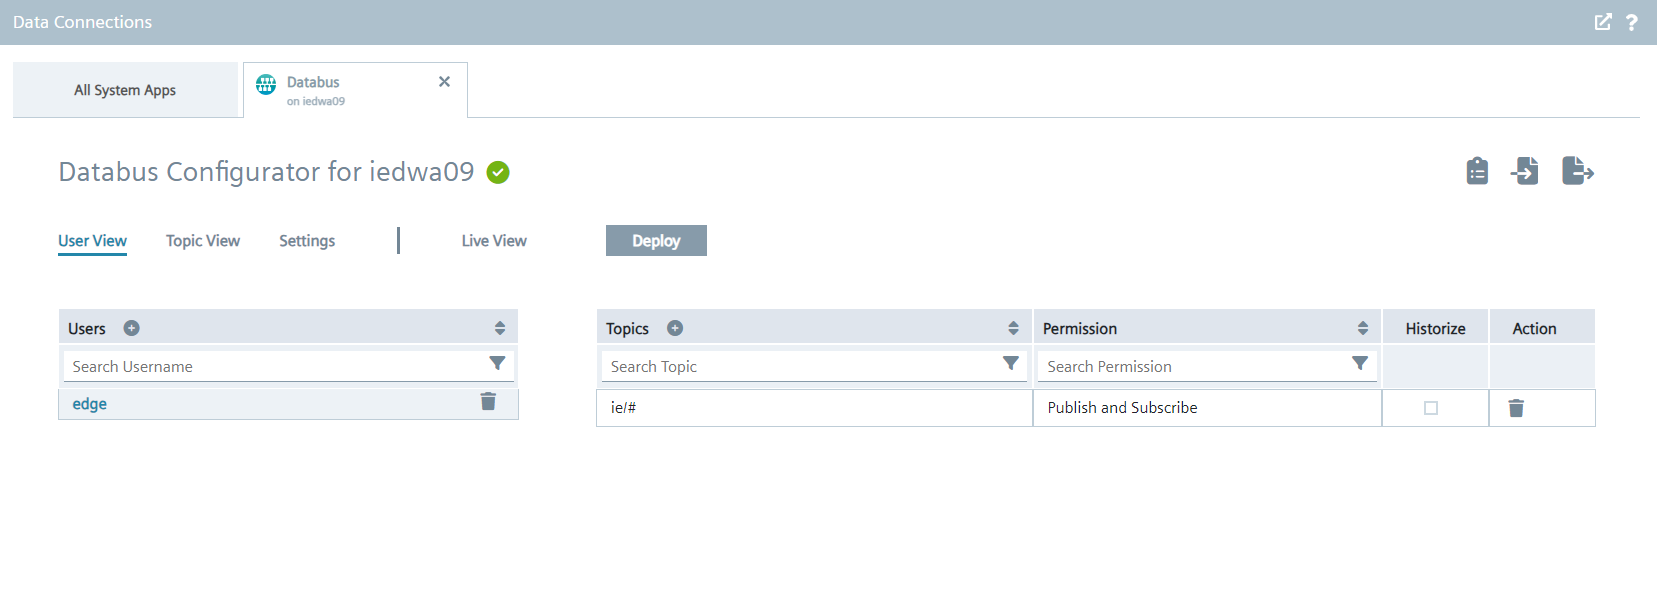 Data Connections
?
All System Apps
Databus
on iedwa09
Databus Configurator for iedwa09
User View Topic View Settings Live View Deploy
Users
Search Username
edge
Topics Permission Historize Action
Search Topic Search Permission
ie/# Publish and Subscribe